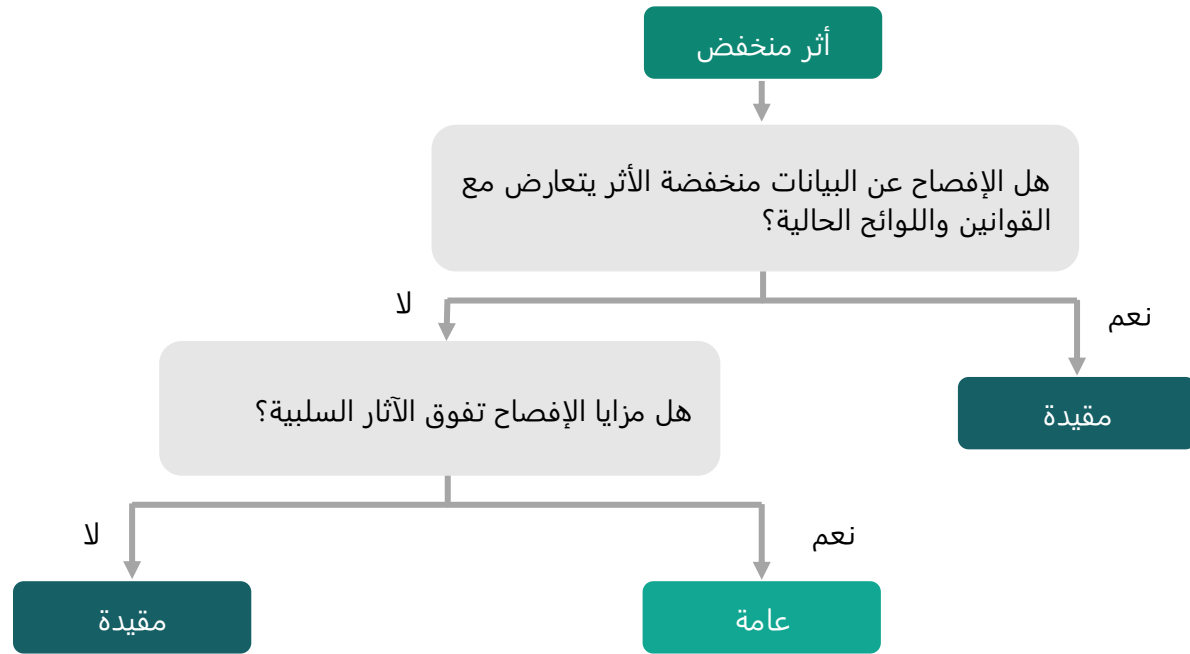 أثر منخفض
هل الإفصاح عن البيانات منخفضة الأثر يتعارض مع
القوانين واللوائح الحالية؟
نعم
لا
مقيدة
هل مزايا الإفصاح تفوق الآثار السلبية؟
نعم
لا
عامة
مقيدة